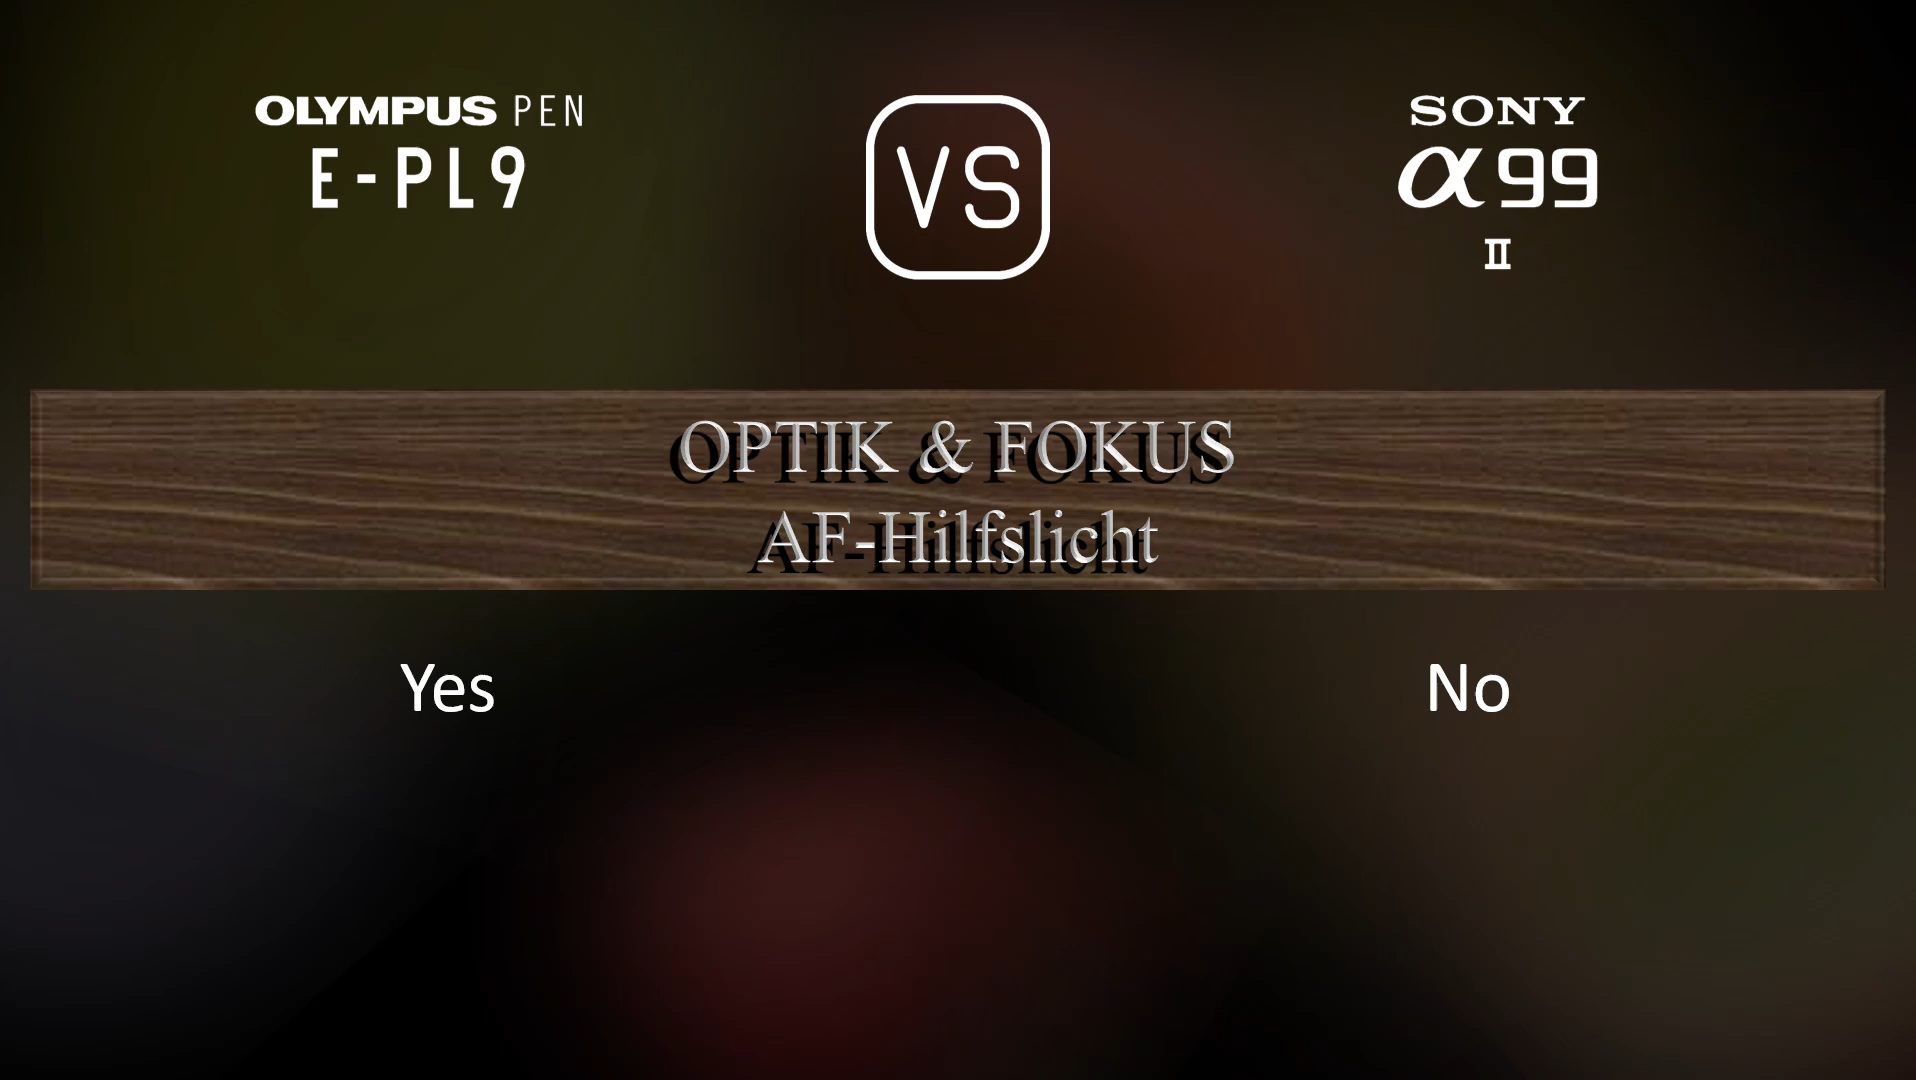 OLYMPUS PEN
E-PL9
VS
SONY
α99
II
OPTIK & FOKUS
AF-Hilfslicht
Yes
No